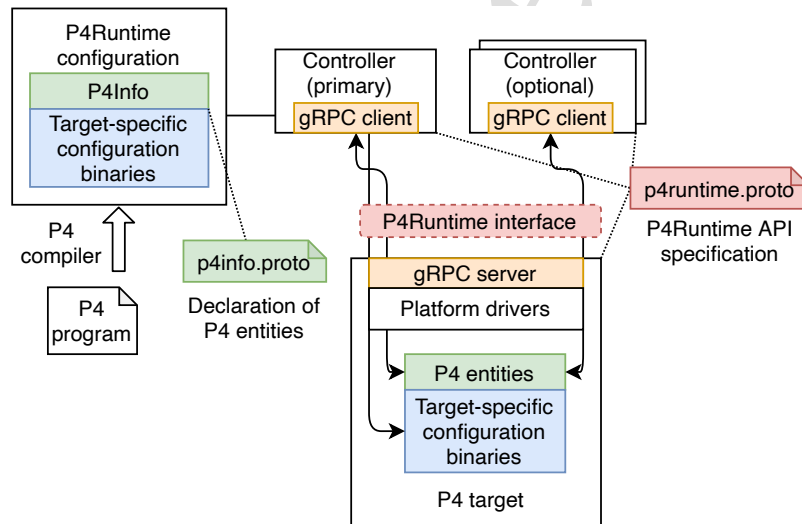 P4Runtime
configuration
P4Info
Target-specific
configuration
binaries
P4
compiler
P4
program
p4info.proto
Declaration of
P4 entities
Controller
(primary)
gRPC client
Controller
(optional)
gRPC client
P4Runtime interface
p4runtime.proto
P4Runtime API
specification
gRPC server
Platform drivers
P4 entities
Target-specific
configuration
binaries
P4 target